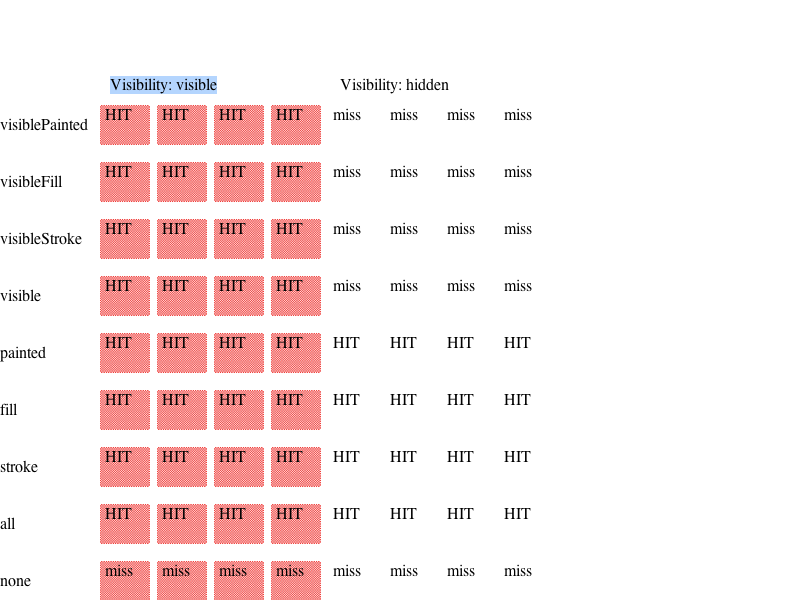 Visibility: visible Visibility: hidden
visiblePainted HIT HIT HIT HIT miss miss miss miss
visibleFill HIT HIT HIT HIT miss miss miss miss
visibleStroke HIT HIT HIT HIT miss miss miss miss
visible HIT HIT HIT HIT miss miss miss miss
painted HIT HIT HIT HIT HIT HIT HIT HIT
fill HIT HIT HIT HIT HIT HIT HIT HIT
stroke HIT HIT HIT HIT HIT HIT HIT HIT
all HIT HIT HIT HIT HIT HIT HIT HIT
none miss miss miss miss miss miss miss miss